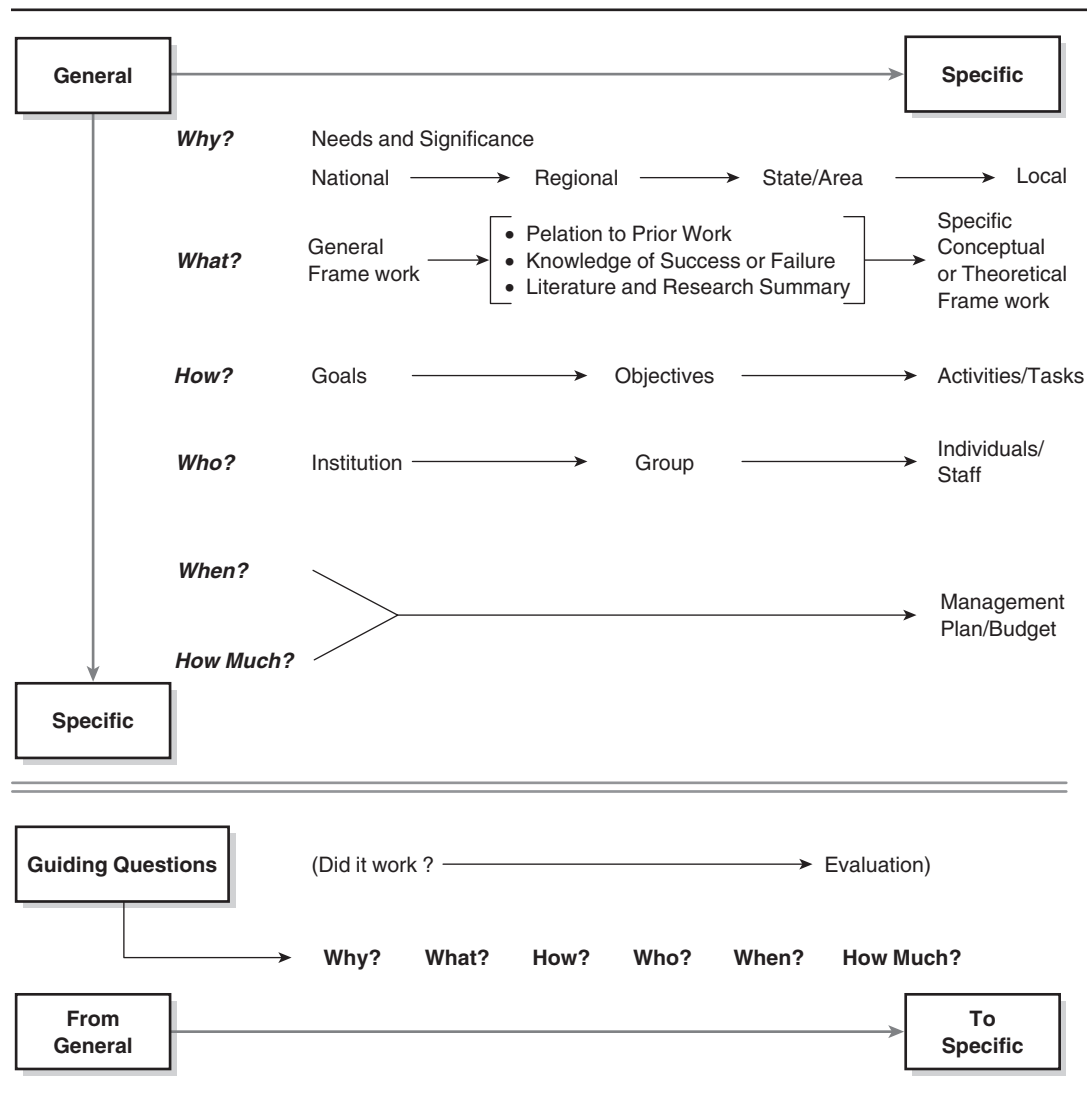 General
Specific
Why?
Needs and Significance
National
Regional
State/Area
Local
What?
General
Frame work
• Pelation to Prior Work
• Knowledge of Success or Failure
• Literature and Research Summary
Specific
Conceptual
or Theoretical
Frame work
How?
Goals
Objectives
Activities/Tasks
Who?
Institution
Group
Individuals/
Staff
When?
How Much?
Management
Plan/Budget
Specific
Guiding Questions
(Did it work ?
Evaluation)
Why?
What?
How?
Who?
When?
How Much?
From
General
To
Specific